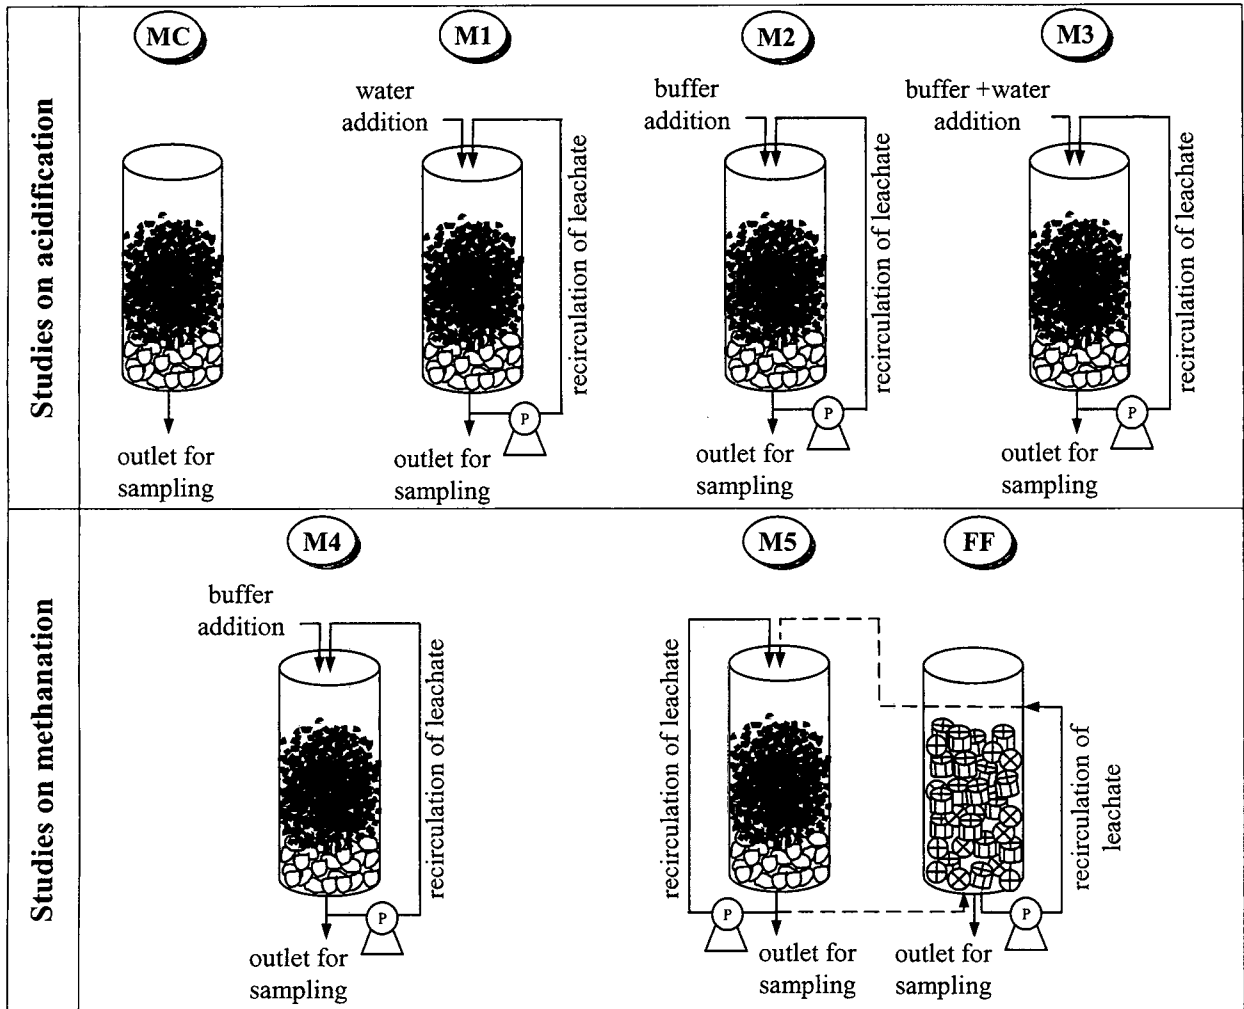 Studies on acidification
MC
M1
M2
M3
water
addition
buffer
addition
buffer +water
addition
recirculation of leachate
recirculation of leachate
recirculation of leachate
P
P
P
outlet for
sampling
outlet for
sampling
outlet for
sampling
outlet for
sampling
Studies on methanation
M4
M5
FF
buffer
addition
recirculation of leachate
recirculation of leachate
recirculation of
leachate
P
P
P
outlet for
sampling
outlet for
sampling
outlet for
sampling